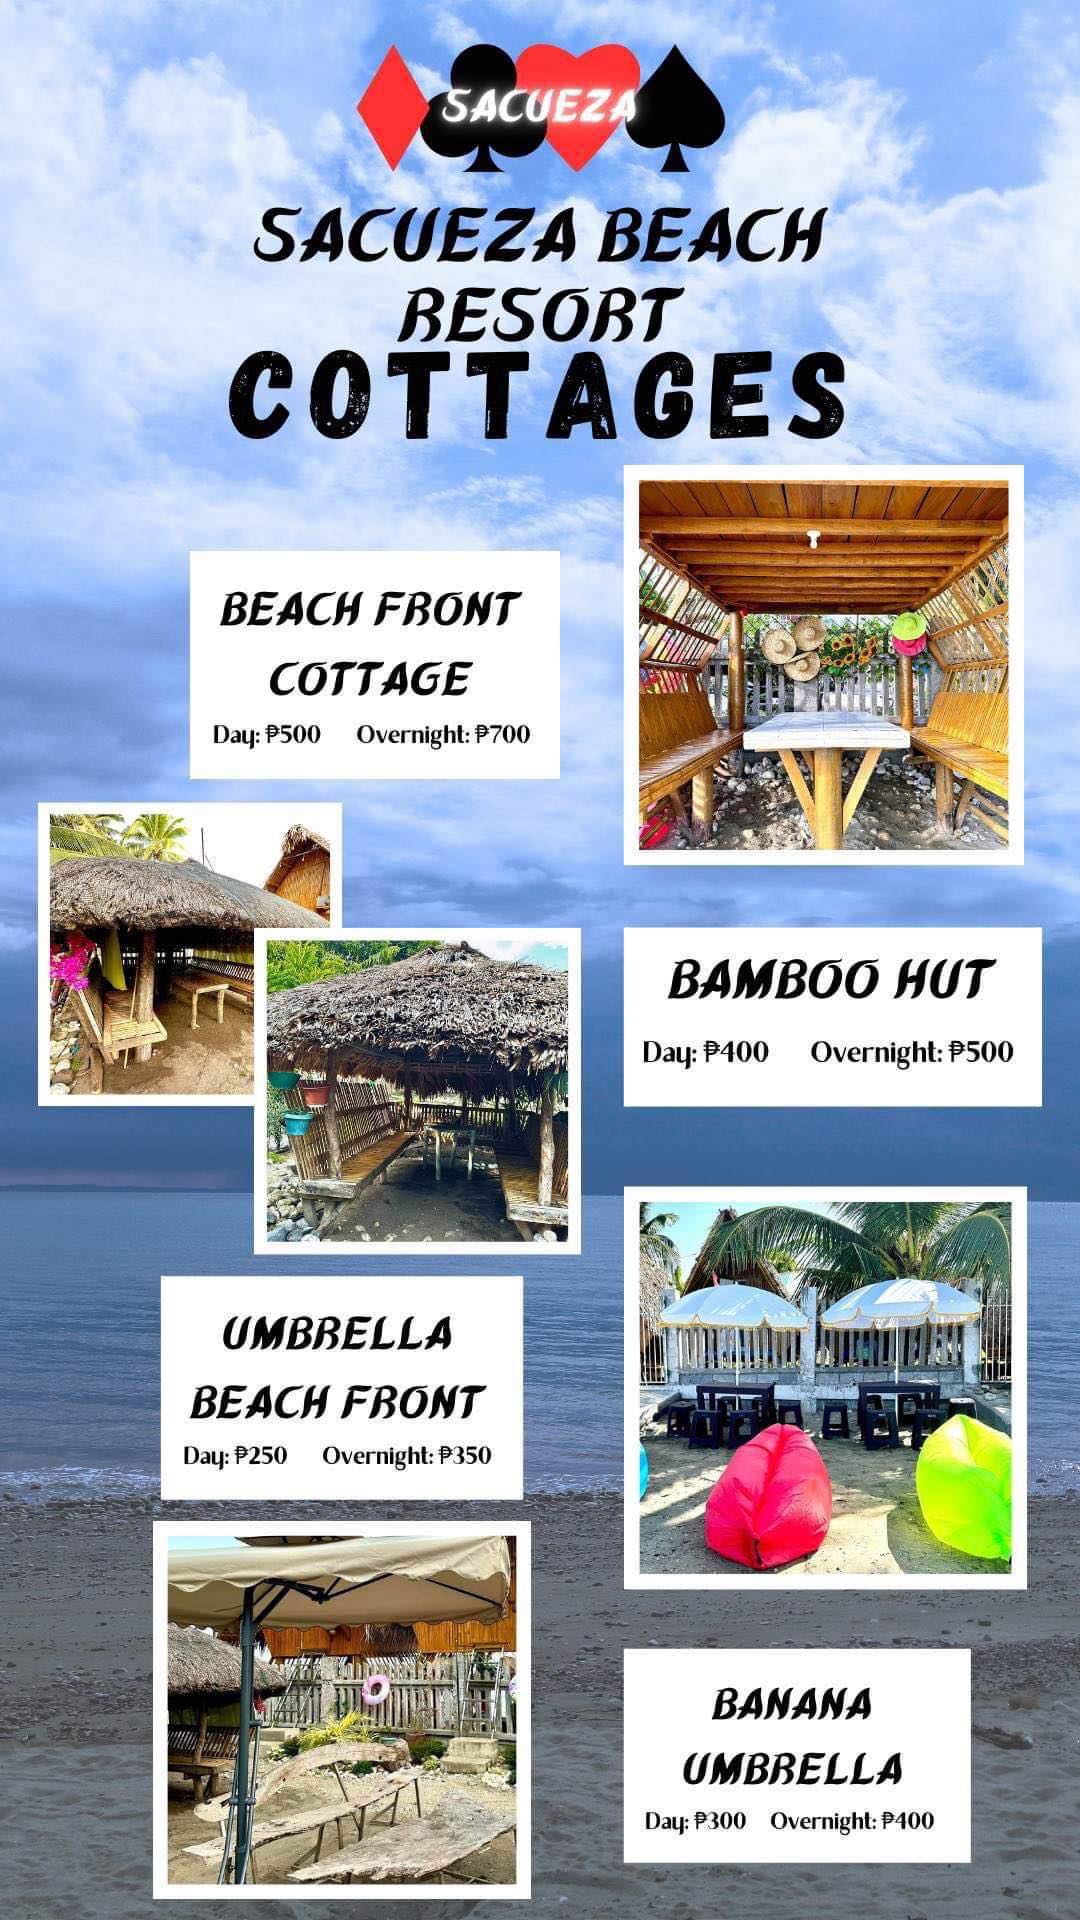 SACUEZA
SACUEZA BEACH
RESORT
COTTAGES
BEACH FRONT
COTTAGE
Day: ₱500 Overnight: ₱700
BAMBOO HUT
Day: ₱400 Overnight: ₱500
UMBRELLA
BEACH FRONT
Day: ₱250 Overnight: ₱350
BANANA
UMBRELLA
Day: ₱300 Overnight: ₱400